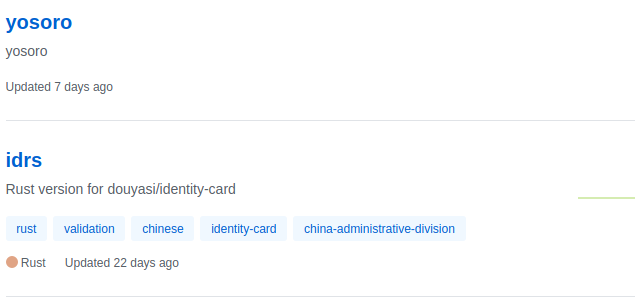 yosoro
yosoro
Updated 7 days ago
idrs
Rust version for douyasi/identity-card
rust validation chinese identity-card china-administrative-division
Rust Updated 22 days ago